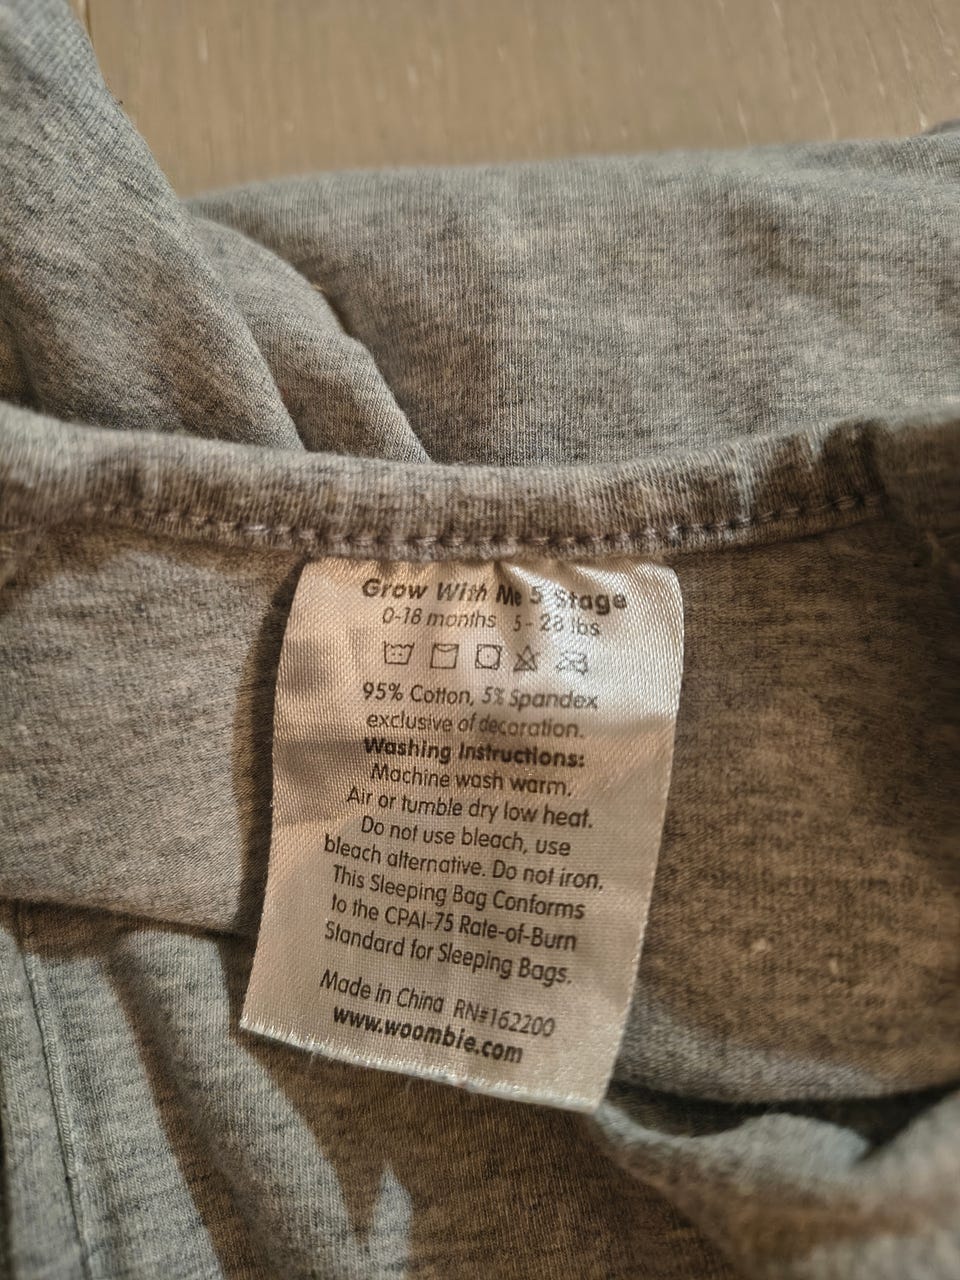 Grow With Me 5 Stage
0-18 months 5 - 28 lbs
95% Cotton, 5% Spandex
exclusive of decoration.
Washing Instructions:
Machine wash warm.
Air or tumble dry low heat.
Do not use bleach, use
bleach alternative. Do not iron.
This Sleeping Bag Conforms
to the CPAI-75 Rate-of-Burn
Standard for Sleeping Bags.
Made in China RN#162200
www.woombie.com